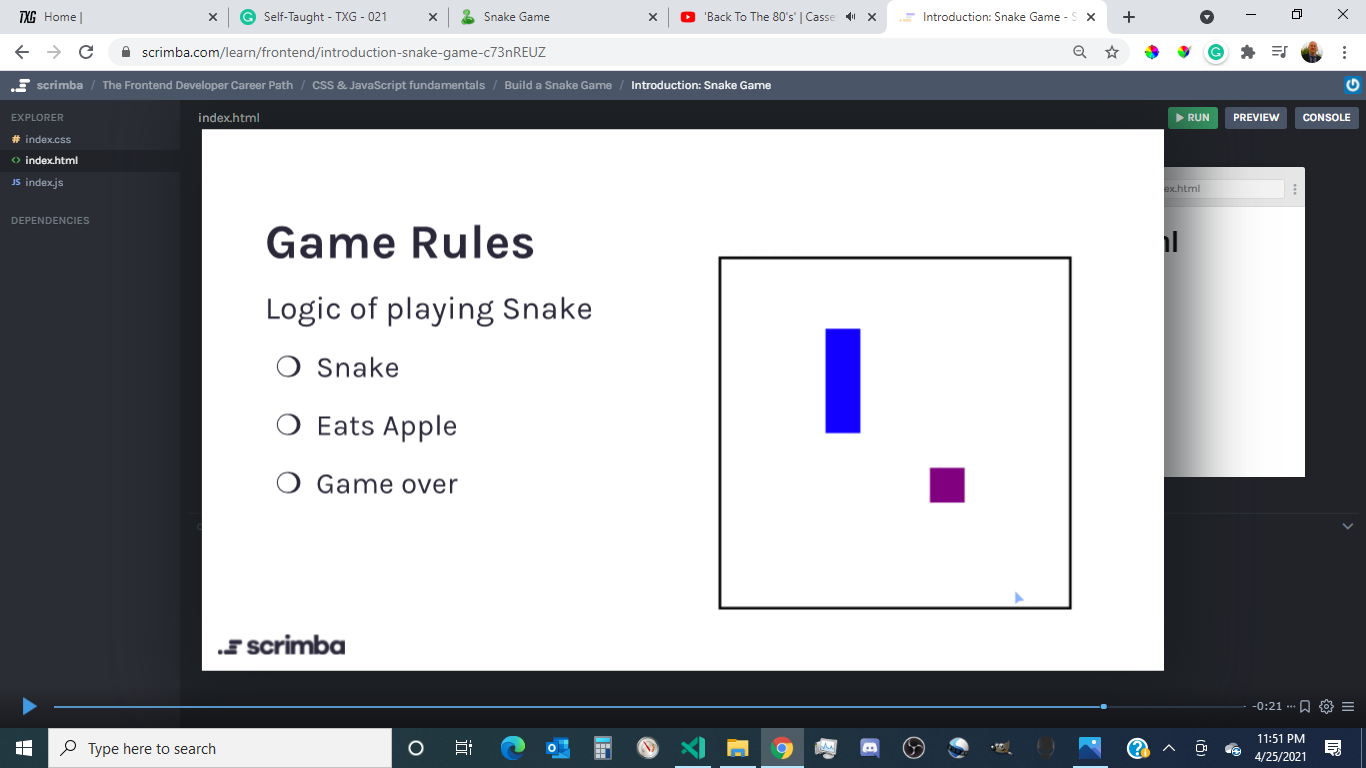 TXG Home |
Self-Taught - TXG - 021
Snake Game
'Back To The 80's' | Casse
Introduction: Snake Game - S
scrimba.com/learn/frontend/introduction-snake-game-c73nREUZ
scrimba / The Frontend Developer Career Path / CSS & JavaScript fundamentals / Build a Snake Game / Introduction: Snake Game
EXPLORER
# index.css
<> index.html
JS index.js
DEPENDENCIES
index.html
RUN
PREVIEW
CONSOLE
ex.html
nl
Game Rules
Logic of playing Snake
Snake
Eats Apple
Game over
scrimba
-0:21
Type here to search
11:51 PM
4/25/2021